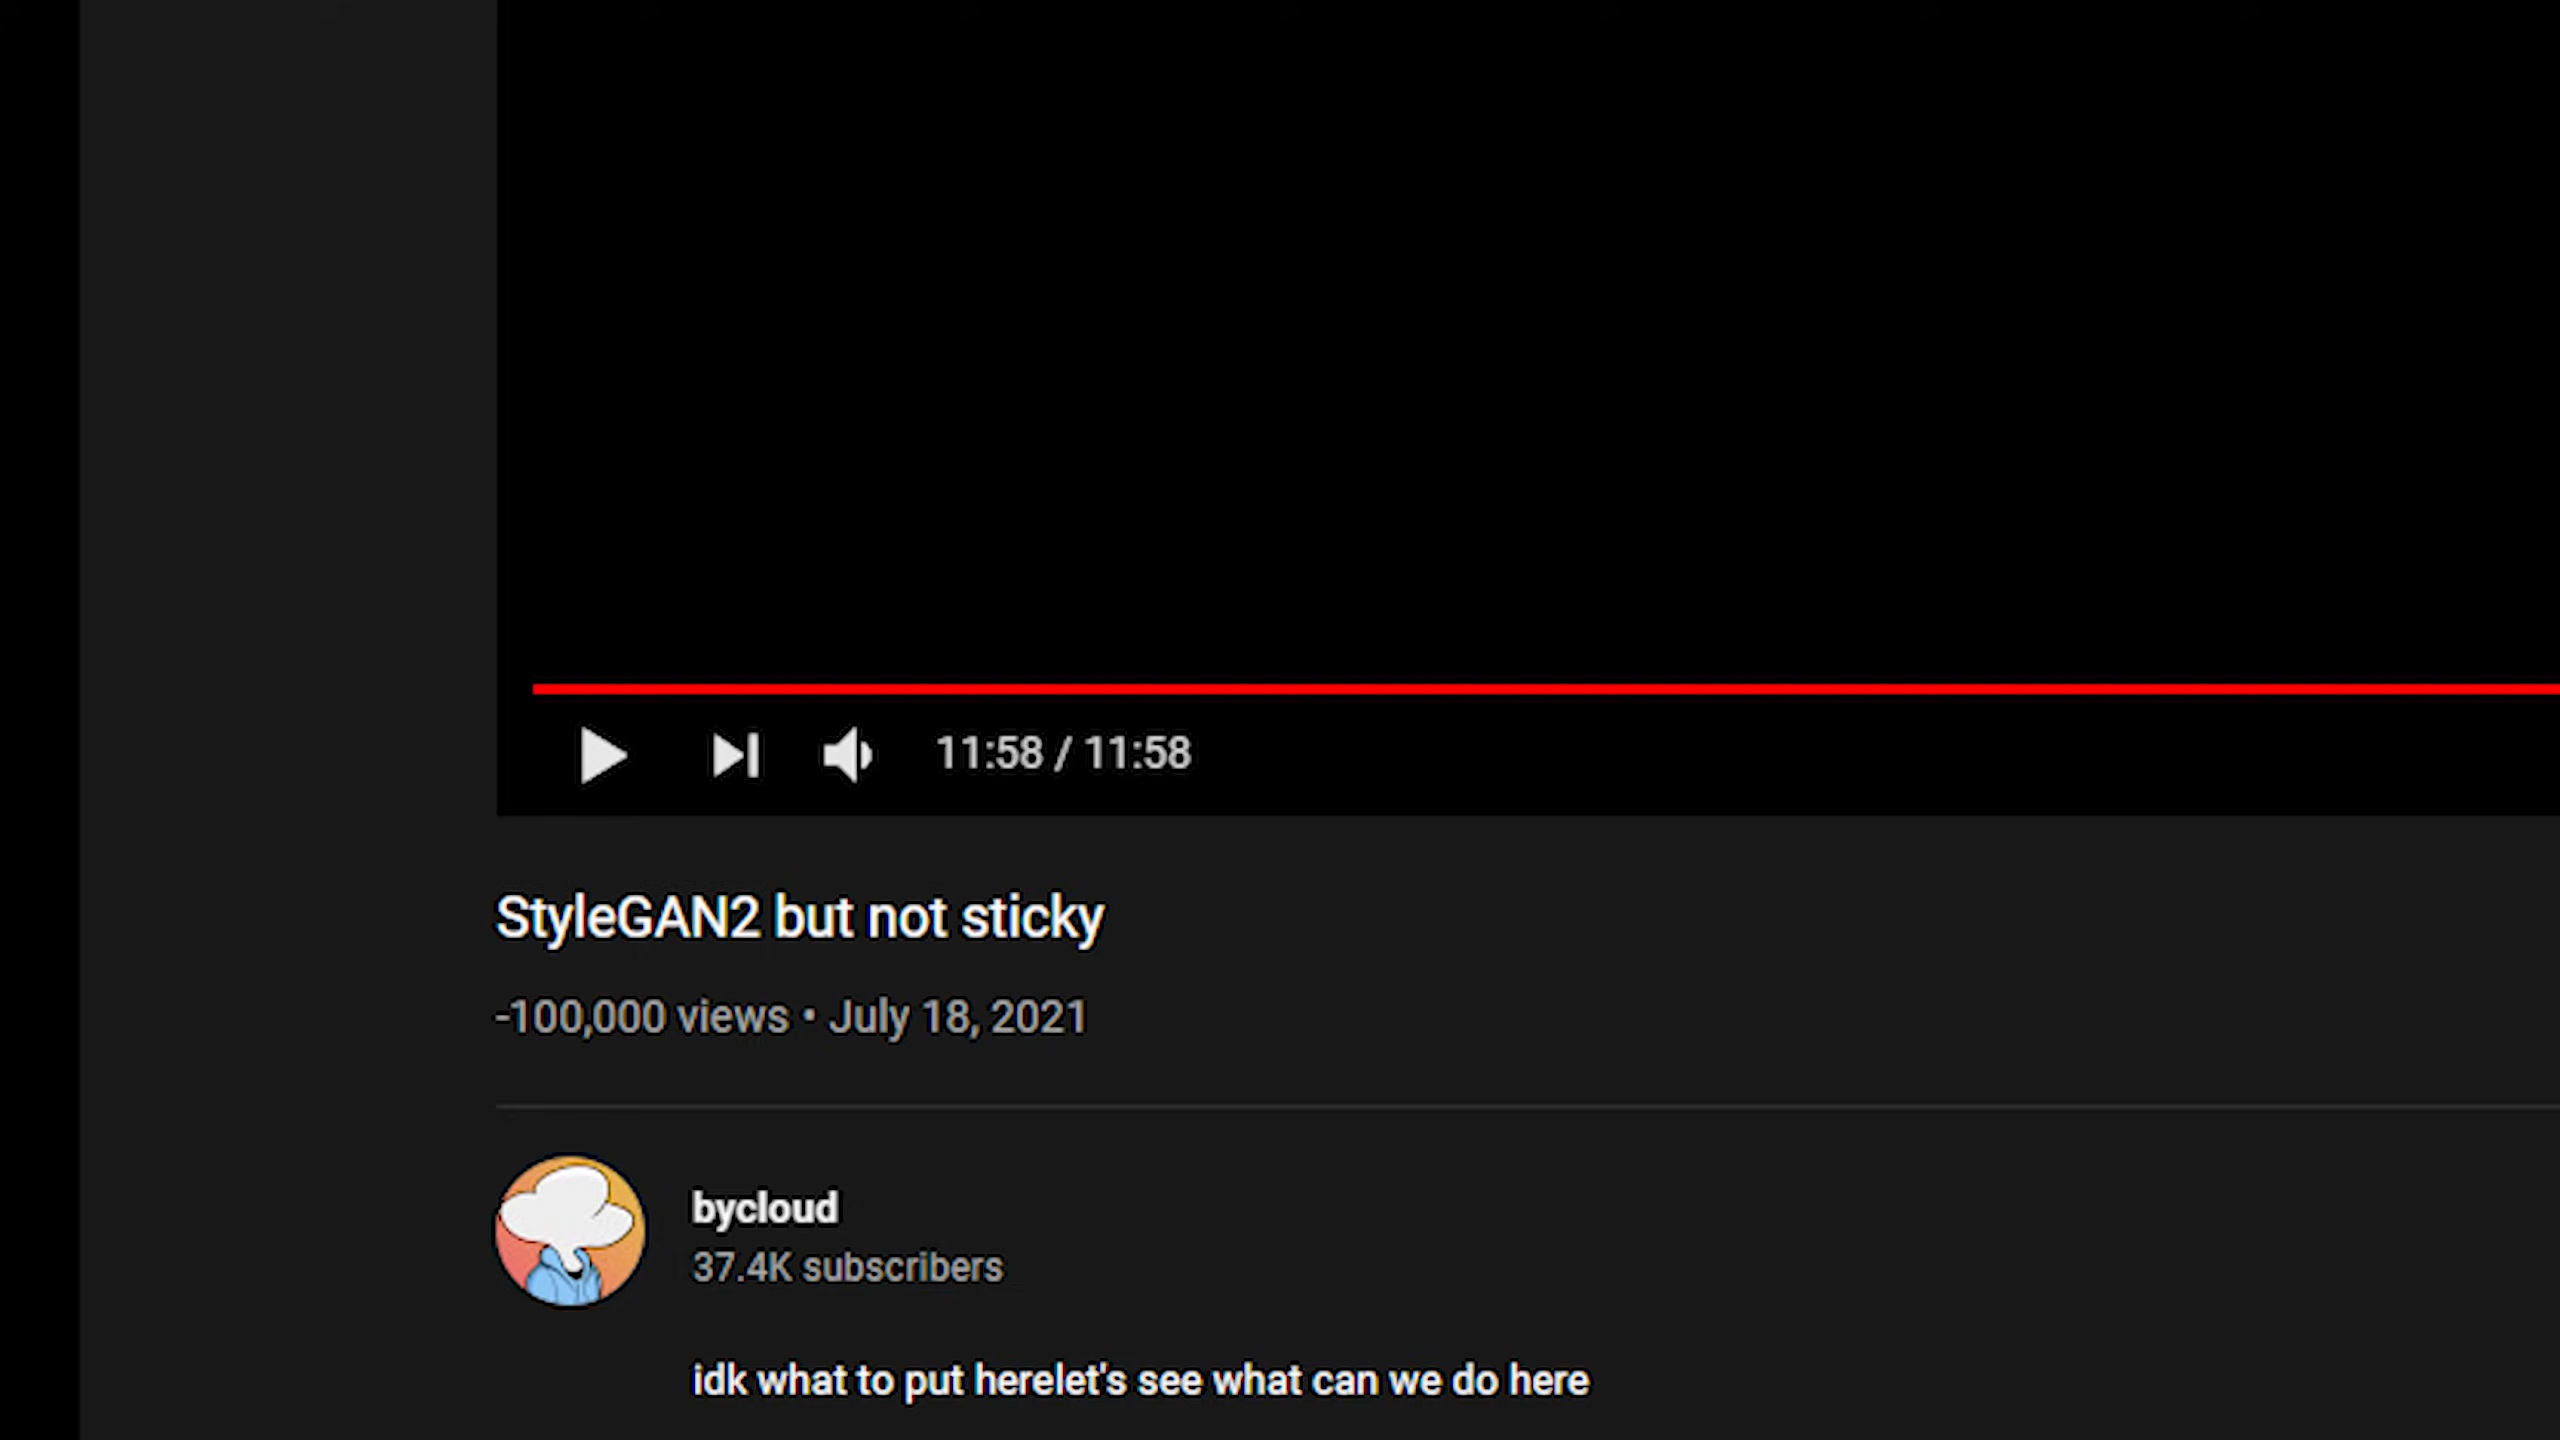 11:58 / 11:58
StyleGAN2 but not sticky
-100,000 views • July 18, 2021
bycloud
37.4K subscribers
idk what to put herelet's see what can we do here